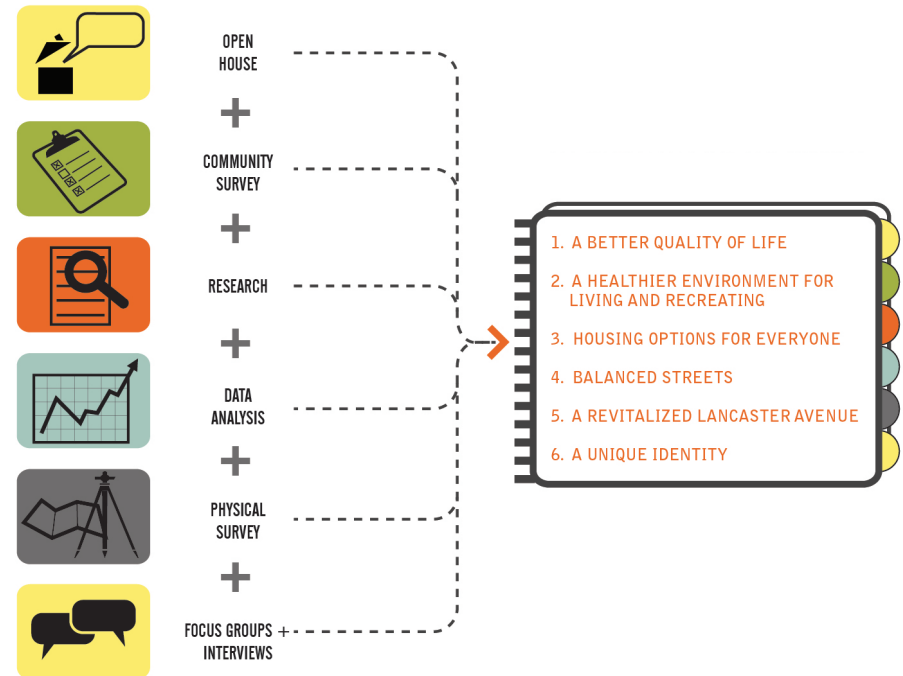 OPEN
HOUSE
+
COMMUNITY
SURVEY
+
RESEARCH
+
DATA
ANALYSIS
+
PHYSICAL
SURVEY
+
FOCUS GROUPS +
INTERVIEWS
1. A BETTER QUALITY OF LIFE
2. A HEALTHIER ENVIRONMENT FOR
LIVING AND RECREATING
3. HOUSING OPTIONS FOR EVERYONE
4. BALANCED STREETS
5. A REVITALIZED LANCASTER AVENUE
6. A UNIQUE IDENTITY